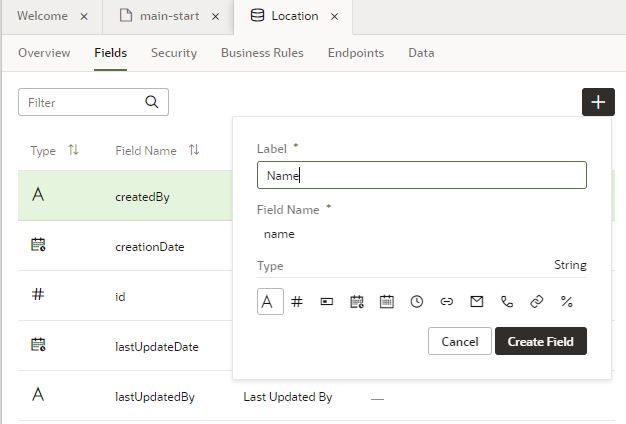 Welcome × main-start × Location ×
Overview Fields Security Business Rules Endpoints Data
Filter
Label *
Type Field Name
Name
A createdBy
Field Name *
name
creationDate
Type String
# id
A #
lastUpdateDate
Cancel Create Field
A lastUpdatedBy Last Updated By —